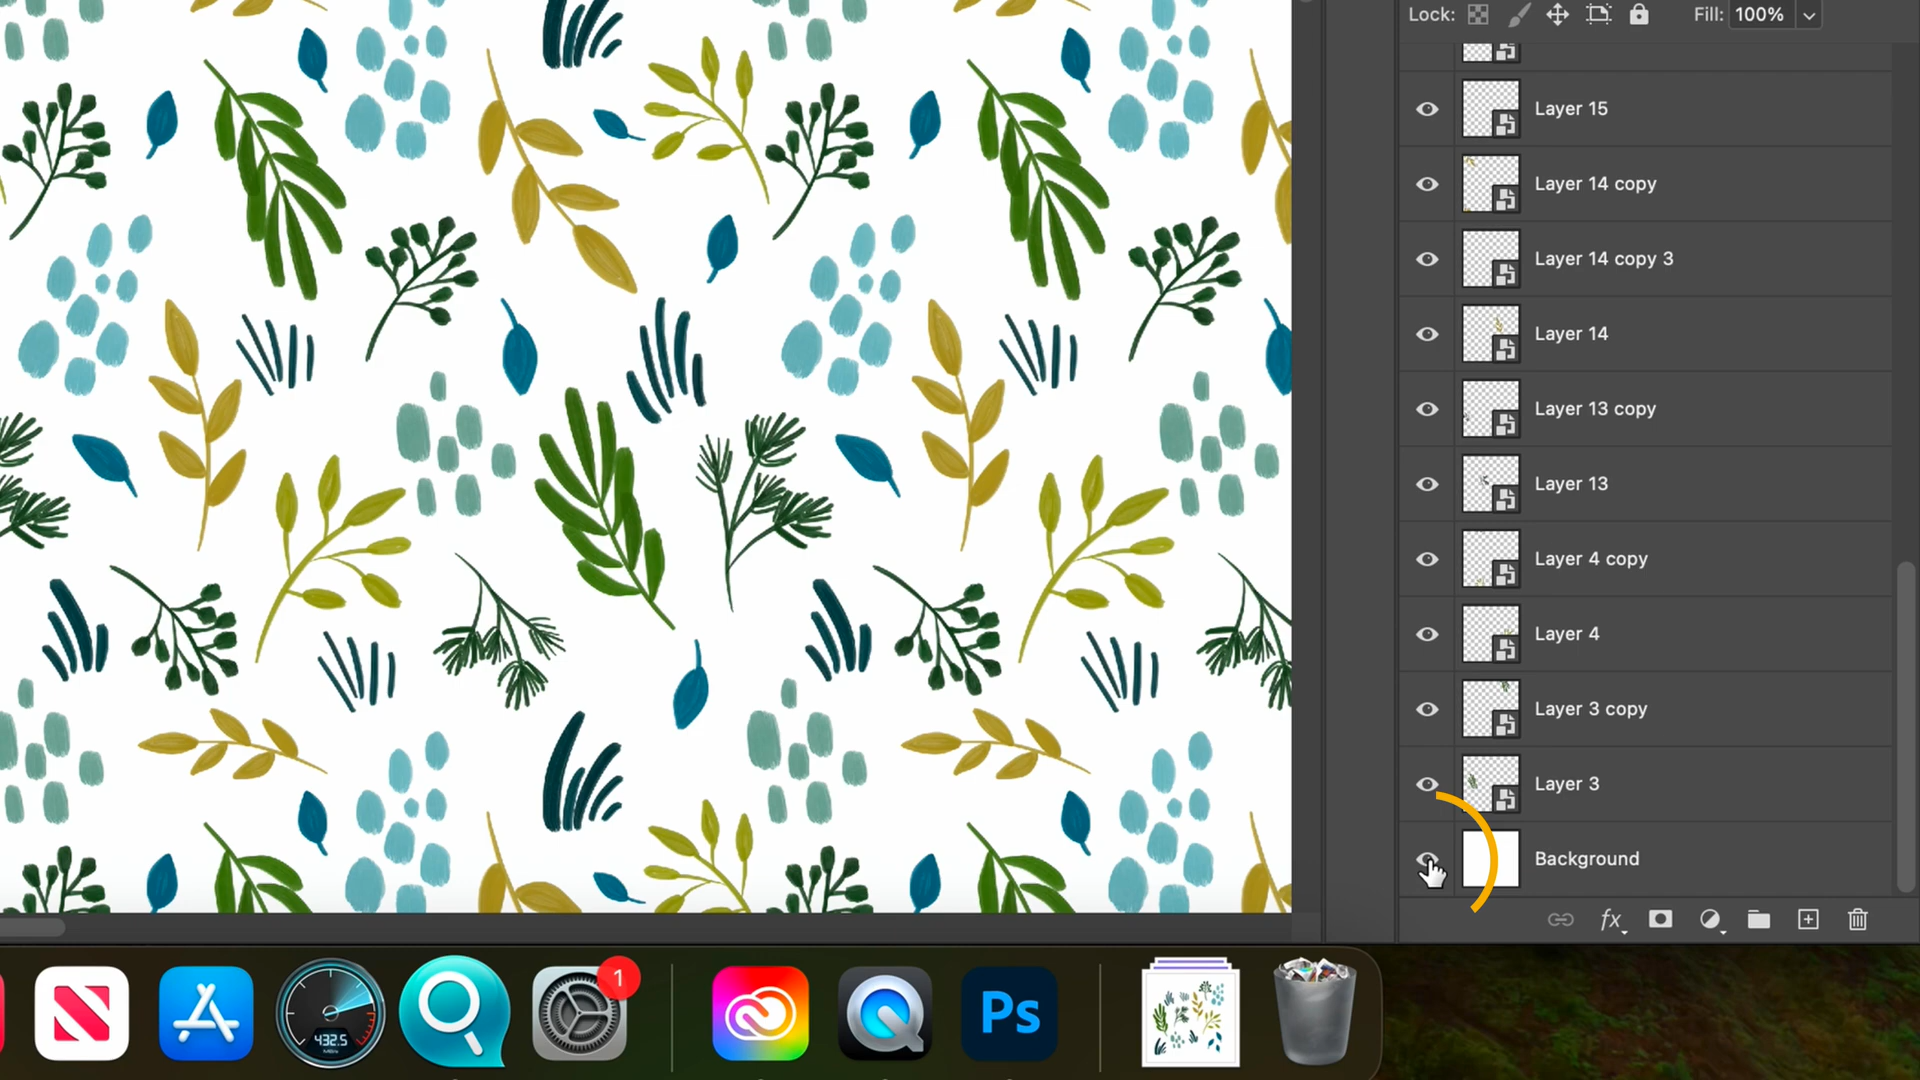 Lock:
Fill: 100%
Layer 15
Layer 14 copy
Layer 14 copy 3
Layer 14
Layer 13 copy
Layer 13
Layer 4 copy
Layer 4
Layer 3 copy
Layer 3
Background
fx
432.5
1
Ps